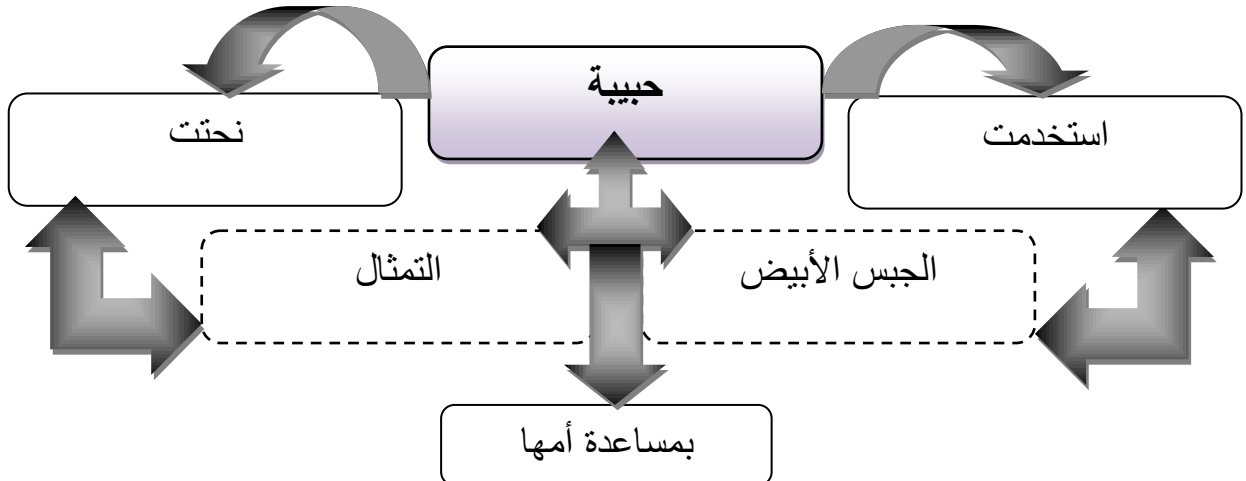 حبيبة
استخدمت
نحتت
الجبس الأبيض
التمثال
بمساعدة أمها